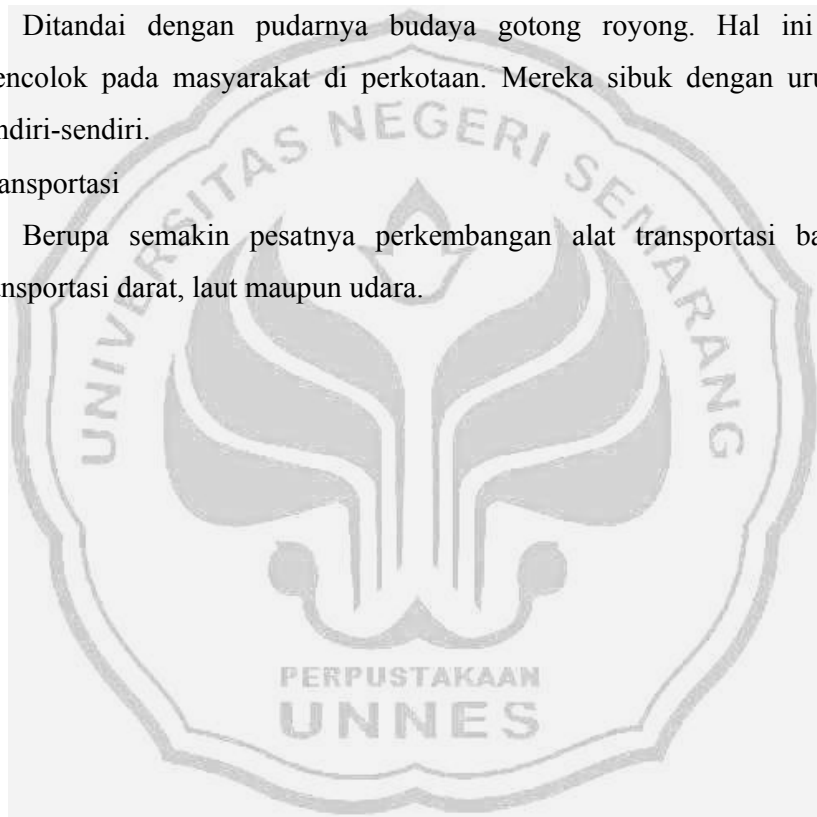 Ditandai dengan pudarnya budaya gotong royong. Hal ini
encolok pada masyarakat di perkotaan. Mereka sibuk dengan uru
ndiri-sendiri.
ansportasi
Berupa semakin pesatnya perkembangan alat transportasi ba
ansportasi darat, laut maupun udara.
UNIVERSITAS NEGERI SEMARANG
PERPUSTAKAAN
UNNES